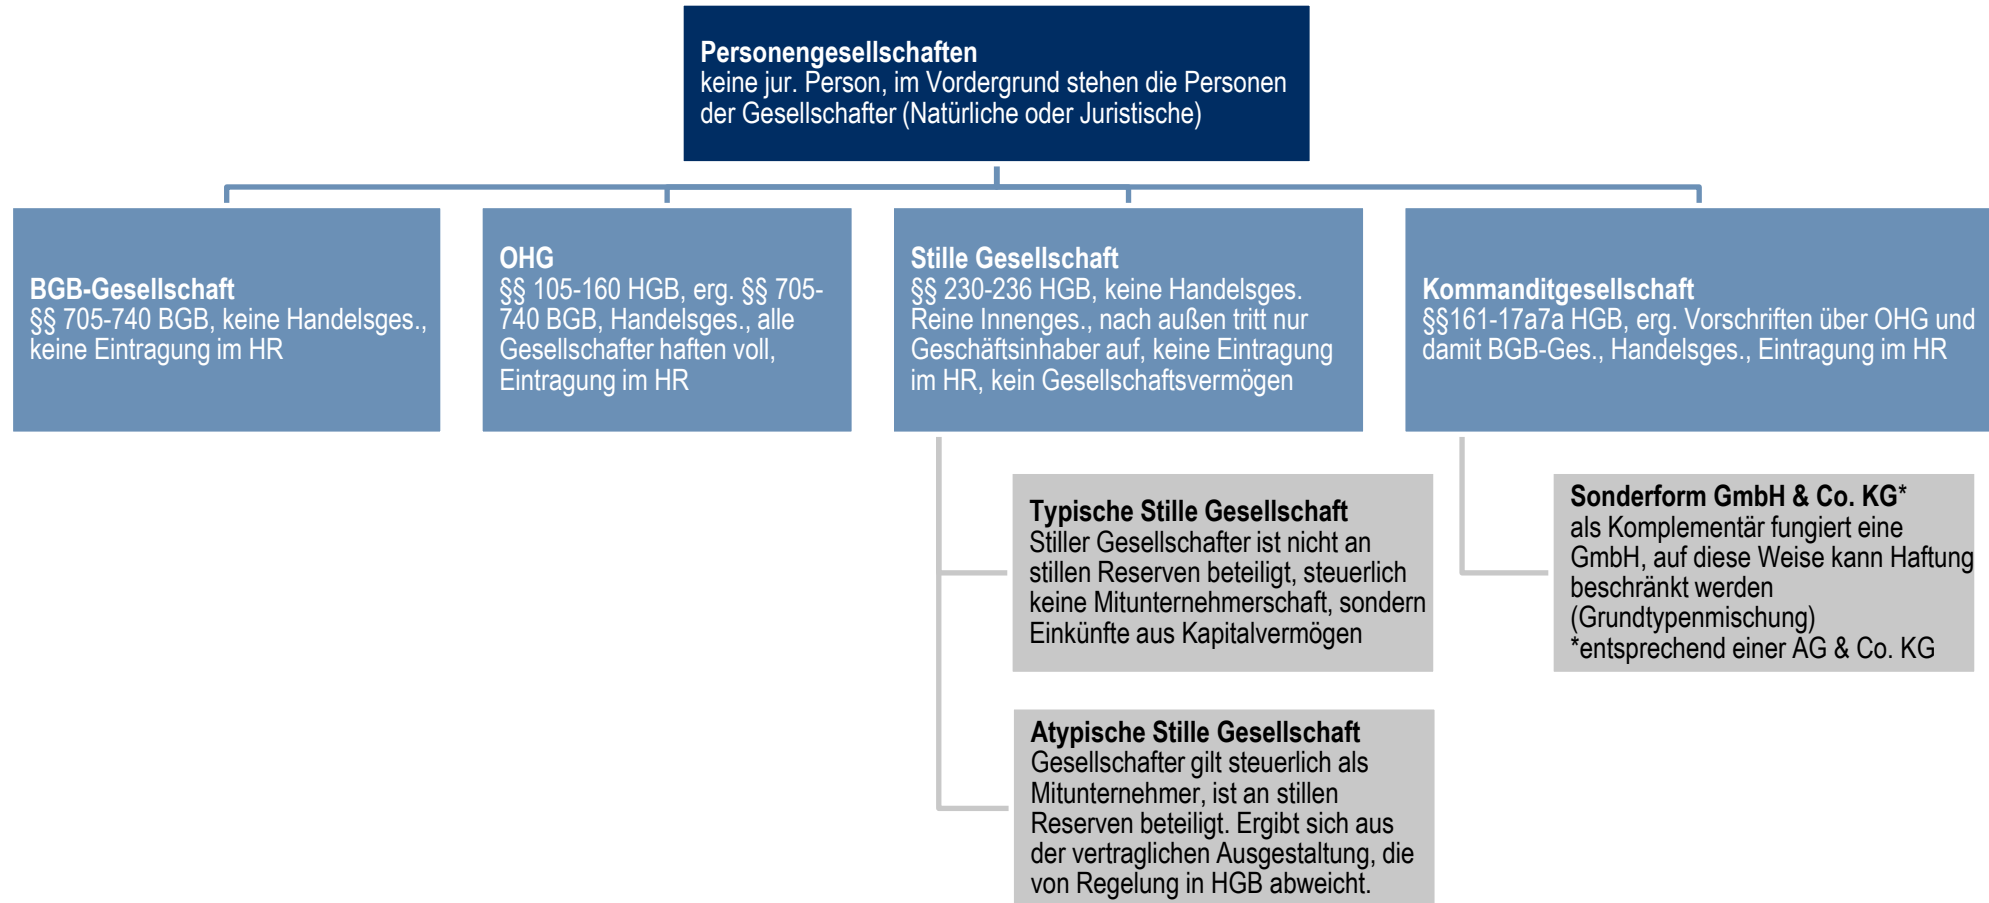 Personengesellschaften
keine jur. Person, im Vordergrund stehen die Personen
der Gesellschafter (Natürliche oder Juristische)
BGB-Gesellschaft
§§ 705-740 BGB, keine Handelsges.,
keine Eintragung im HR
OHG
§§ 105-160 HGB, erg. §§ 705-
740 BGB, Handelsges., alle
Gesellschafter haften voll,
Eintragung im HR
Stille Gesellschaft
§§ 230-236 HGB, keine Handelsges.
Reine Innenges., nach außen tritt nur
Geschäftsinhaber auf, keine Eintragung
im HR, kein Gesellschaftsvermögen
Kommanditgesellschaft
§§161-17a7a HGB, erg. Vorschriften über OHG und
damit BGB-Ges., Handelsges., Eintragung im HR
Typische Stille Gesellschaft
Stiller Gesellschafter ist nicht an
stillen Reserven beteiligt, steuerlich
keine Mitunternehmerschaft, sondern
Einkünfte aus Kapitalvermögen
Sonderform GmbH & Co. KG*
als Komplementär fungiert eine
GmbH, auf diese Weise kann Haftung
beschränkt werden
(Grundtypenmischung)
*entsprechend einer AG & Co. KG
Atypische Stille Gesellschaft
Gesellschafter gilt steuerlich als
Mitunternehmer, ist an stillen
Reserven beteiligt. Ergibt sich aus
der vertraglichen Ausgestaltung, die
von Regelung in HGB abweicht.